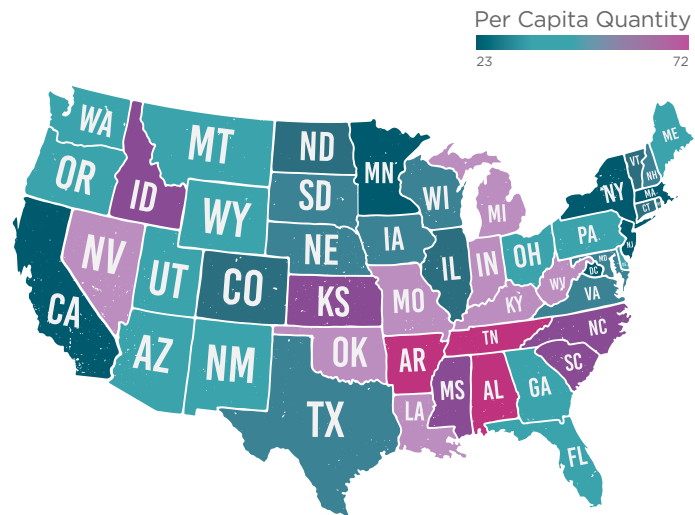 Per Capita Quantity
23 72
WA
MT
ND
MN
ME
OR
ID
SD
WI
VT
NH
WY
MI
NY
MA
CT
NE
IA
PA
NJ
NV
UT
CO
IL
IN
OH
MD
DC
KS
MO
KY
WV
VA
CA
AZ
NM
OK
AR
TN
NC
SC
TX
LA
MS
AL
GA
FL